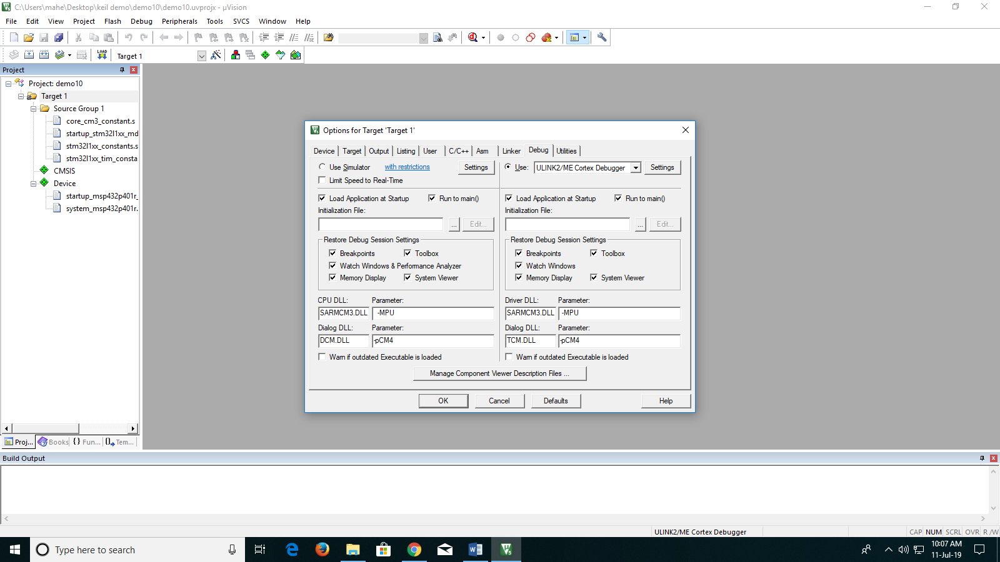 C:\Users\mahe\Desktop\keil demo\demo10\demo10.uvprojx - µVision
File Edit View Project Flash Debug Peripherals Tools SVCS Window Help
LOAD
Target 1
Project
Project: demo10
Target 1
Source Group 1
core_cm3_constant.s
startup_stm32l1xx_md
stm32l1xx_constants.s
stm32l1xx_tim_consta
CMSIS
Device
startup_msp432p401r_
system_msp432p401r.
Proj... Books {} Fun... Tem...
Options for Target 'Target 1'
Device Target Output Listing User C/C++ Asm Linker Debug Utilities
Use Simulator with restrictions Settings
Limit Speed to Real-Time
Load Application at Startup Run to main()
Initialization File:
... Edit...
Restore Debug Session Settings
Breakpoints Toolbox
Watch Windows & Performance Analyzer
Memory Display System Viewer
CPU DLL: Parameter:
SARMCM3.DLL -MPU
Dialog DLL: Parameter:
DCM.DLL -pCM4
Warn if outdated Executable is loaded
Use: ULINK2/ME Cortex Debugger Settings
Load Application at Startup Run to main()
Initialization File:
... Edit...
Restore Debug Session Settings
Breakpoints Toolbox
Watch Windows
Memory Display System Viewer
Driver DLL: Parameter:
SARMCM3.DLL -MPU
Dialog DLL: Parameter:
TCM.DLL -pCM4
Warn if outdated Executable is loaded
Manage Component Viewer Description Files ...
OK Cancel Defaults Help
Build Output
ULINK2/ME Cortex Debugger CAP NUM SCRL OVR R /W
Type here to search
10:07 AM
11-Jul-19